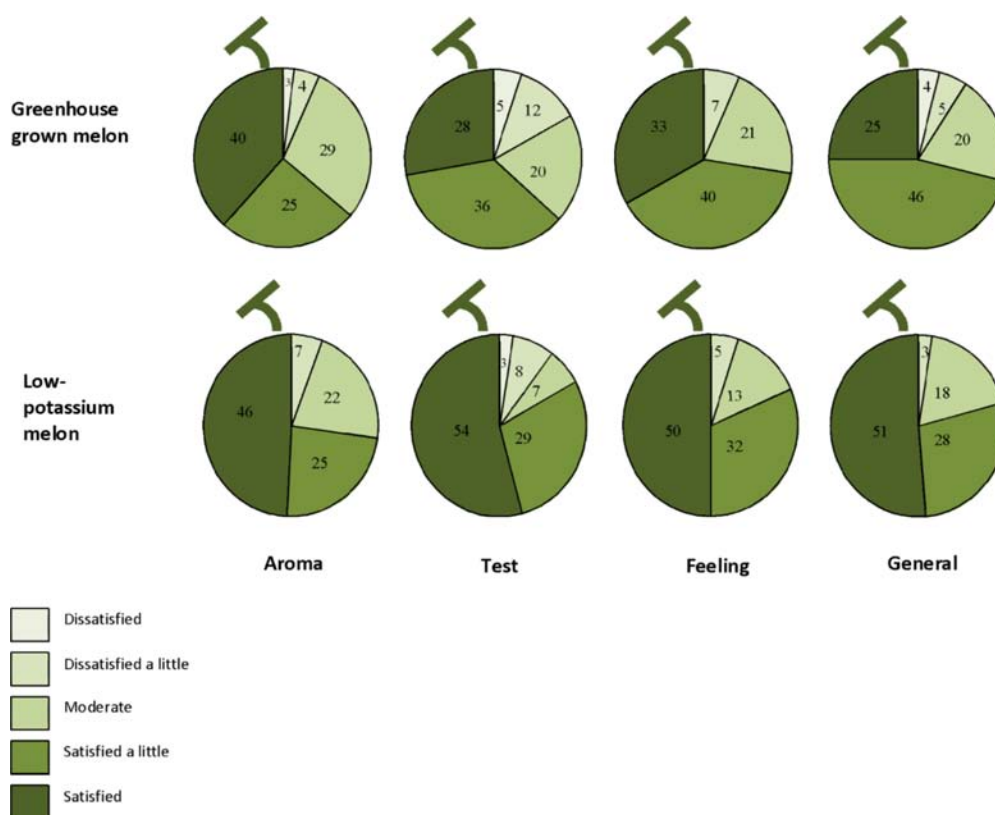 Greenhouse
grown melon
3 4 29 25 40
5 12 20 36 28
7 21 40 33
4 5 20 46 25
Low-
potassium
melon
7 22 25 46
3 8 7 29 54
5 13 32 50
3 18 28 51
Aroma Test Feeling General
Dissatisfied
Dissatisfied a little
Moderate
Satisfied a little
Satisfied